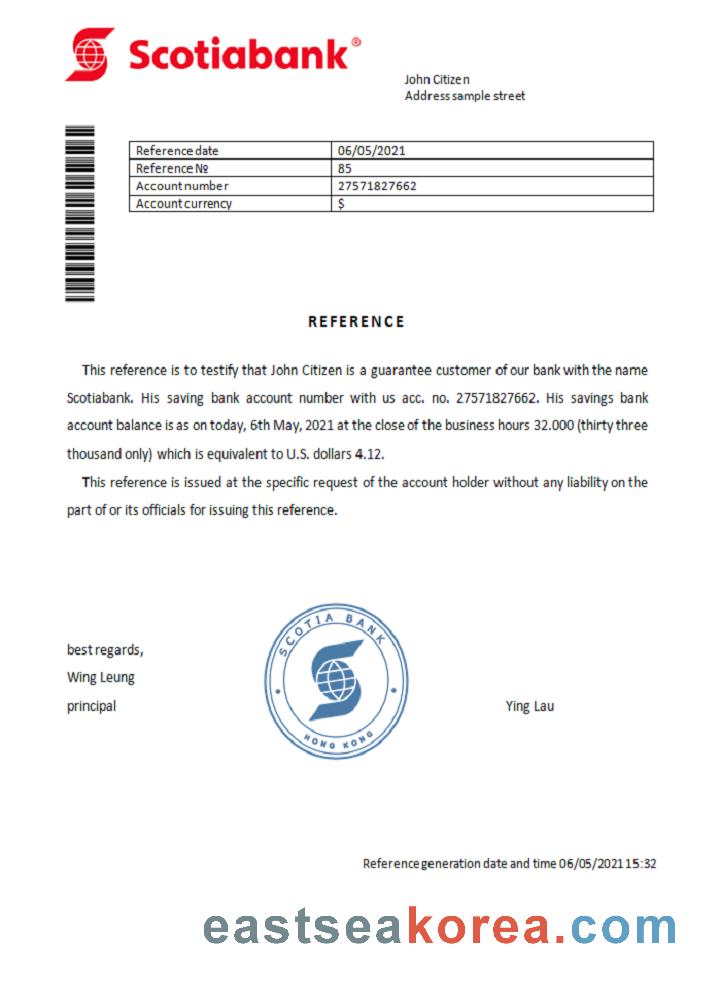 Scotiabank®
John Citizen
Address sample street
Reference date 06/05/2021
Reference № 85
Account number 27571827662
Account currency $
REFERENCE
This reference is to testify that John Citizen is a guarantee customer of our bank with the name
Scotiabank. His saving bank account number with us acc. no. 27571827662. His savings bank
account balance is as on today, 6th May, 2021 at the close of the business hours 32.000 (thirty three
thousand only) which is equivalent to U.S. dollars 4.12.
This reference is issued at the specific request of the account holder without any liability on the
part of or its officials for issuing this reference.
SCOTIA BANK
HONG KONG
best regards,
Wing Leung
principal
Ying Lau
Reference generation date and time 06/05/2021 15:32
eastseakorea.com